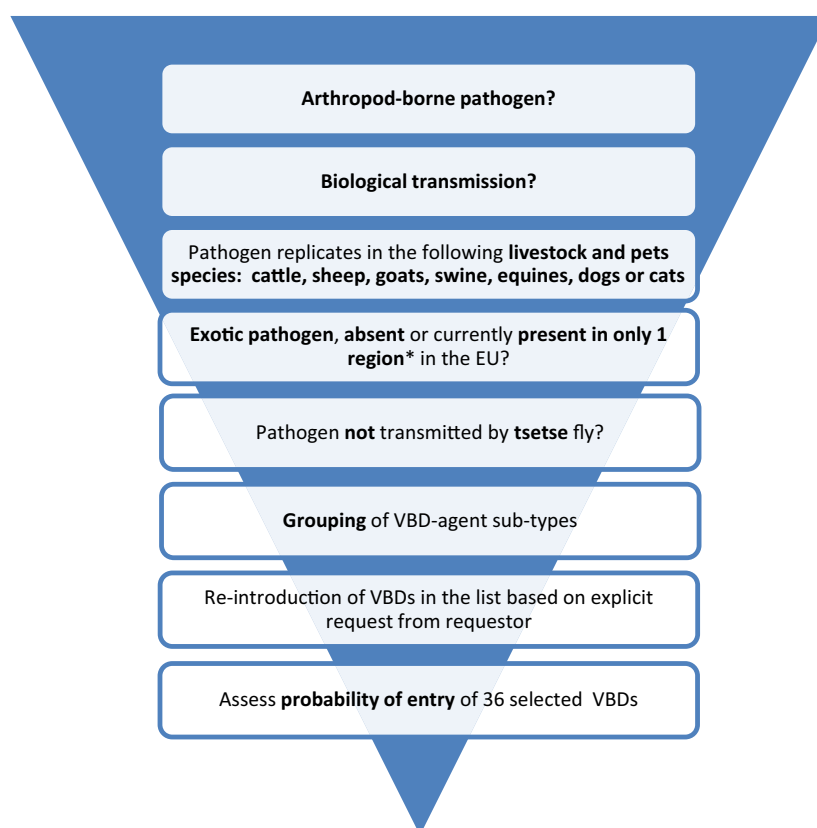 Arthropod-borne pathogen?
Biological transmission?
Pathogen replicates in the following livestock and pets
species: cattle, sheep, goats, swine, equines, dogs or cats
Exotic pathogen, absent or currently present in only 1
region* in the EU?
Pathogen not transmitted by tsetse fly?
Grouping of VBD-agent sub-types
Re-introduction of VBDs in the list based on explicit
request from requestor
Assess probability of entry of 36 selected VBDs